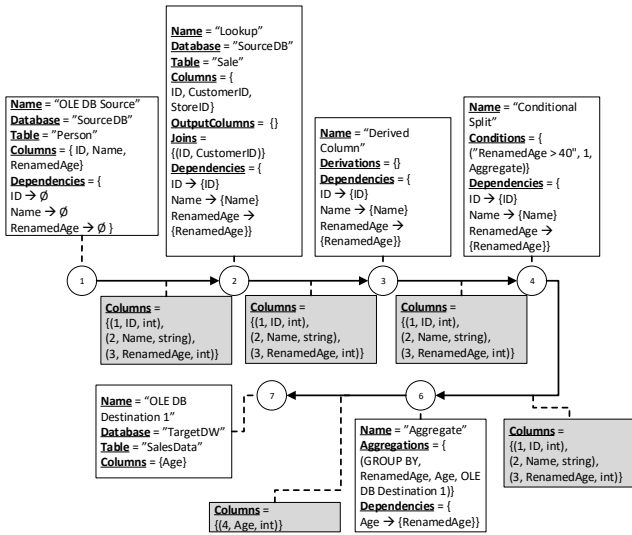 Name = “OLE DB Source”
Database = “SourceDB”
Table = “Person”
Columns = { ID, Name,
RenamedAge}
Dependencies = {
ID → Ø
Name → Ø
RenamedAge → Ø }
Name = “Lookup”
Database = “SourceDB”
Table = “Sale”
Columns = {
ID, CustomerID,
StoreID}
OutputColumns = {}
Joins =
{(ID, CustomerID)}
Dependencies = {
ID → {ID}
Name → {Name}
RenamedAge →
{RenamedAge}}
Name = “Derived
Column”
Derivations = {}
Dependencies = {
ID → {ID}
Name → {Name}
RenamedAge →
{RenamedAge}}
Name = “Conditional
Split”
Conditions = {
("RenamedAge > 40", 1,
Aggregate)}
Dependencies = {
ID → {ID}
Name → {Name}
RenamedAge →
{RenamedAge}}
1
2
3
4
Columns =
{(1, ID, int),
(2, Name, string),
(3, RenamedAge, int)}
Columns =
{(1, ID, int),
(2, Name, string),
(3, RenamedAge, int)}
Columns =
{(1, ID, int),
(2, Name, string),
(3, RenamedAge, int)}
7
6
Name = “OLE DB
Destination 1”
Database = “TargetDW”
Table = “SalesData”
Columns = {Age}
Name = “Aggregate”
Aggregations = {
(GROUP BY,
RenamedAge, Age, OLE
DB Destination 1)}
Dependencies = {
Age → {RenamedAge}}
Columns =
{(1, ID, int),
(2, Name, string),
(3, RenamedAge, int)}
Columns =
{(4, Age, int)}